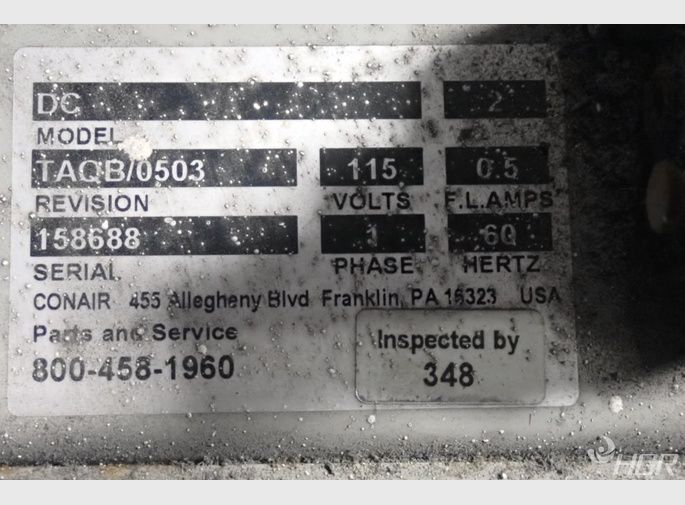 DC 2
MODEL
TAQB/0503 115 0.5
REVISION VOLTS F.L.AMPS
158688 1 60
SERIAL PHASE HERTZ
CONAIR 455 Allegheny Blvd Franklin, PA 16323 USA
Parts and Service
800-458-1960
Inspected by
348
HGR